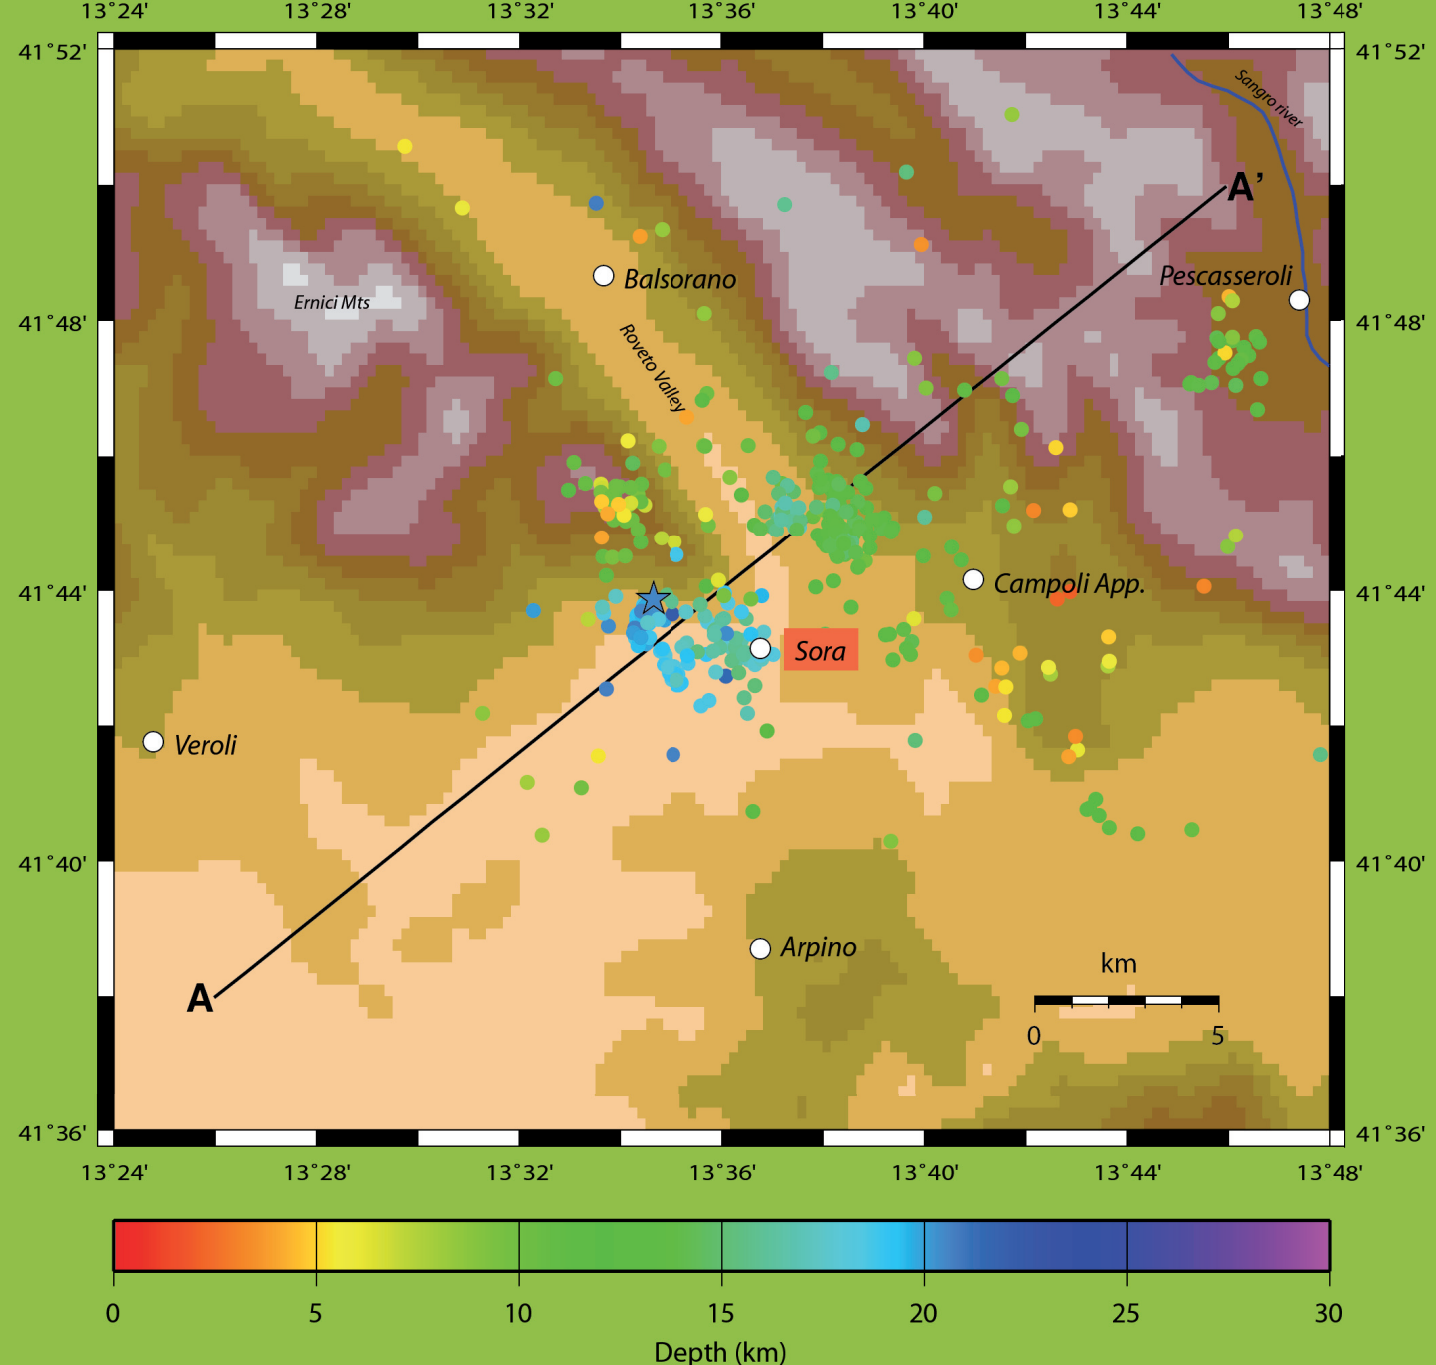 13°24' 13°28' 13°32' 13°36' 13°40' 13°44' 13°48'
41°52' 41°52'
Sangro river
A’
Pescasseroli
Balsorano
Ernici Mts
41°48' 41°48'
Roveto Valley
41°44' 41°44'
Campoli App.
Sora
Veroli
41°40' 41°40'
Arpino
km
A
0 5
41°36' 41°36'
13°24' 13°28' 13°32' 13°36' 13°40' 13°44' 13°48'
0 5 10 15 20 25 30
Depth (km)